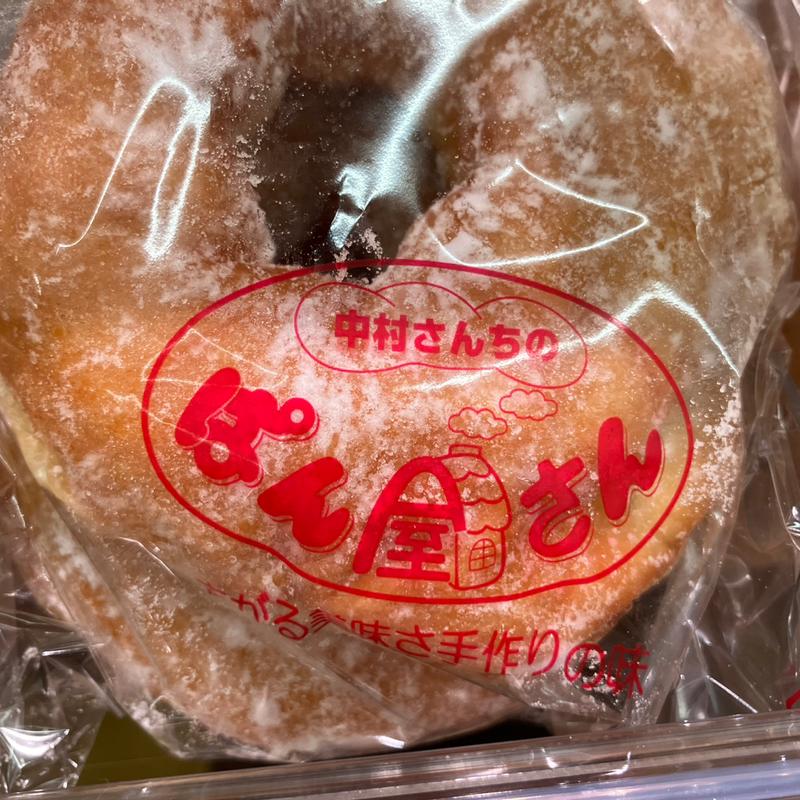 中村さんちの
ぱん屋さん
がる美味さ手作りの味